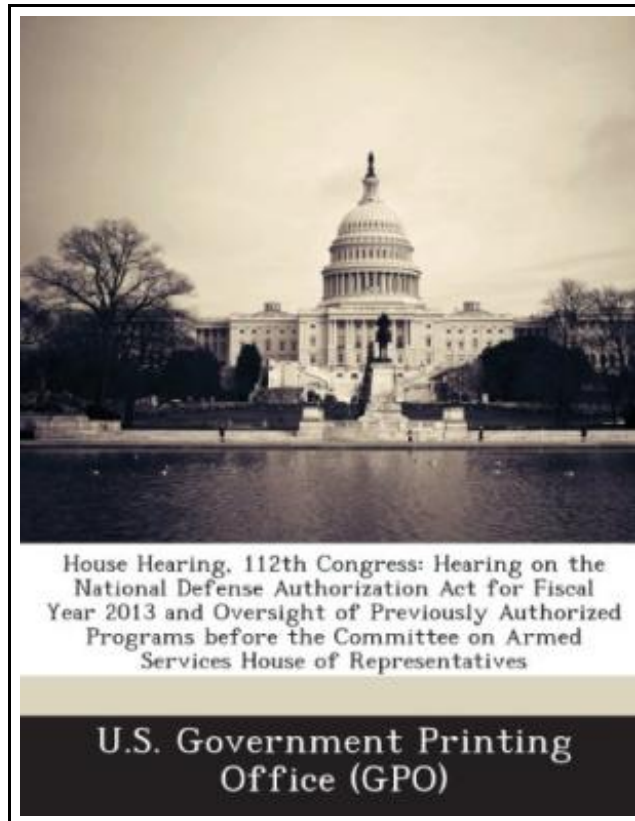 House Hearing, 112th Congress: Hearing on the
National Defense Authorization Act for Fiscal
Year 2013 and Oversight of Previously Authorized
Programs before the Committee on Armed
Services House of Representatives
U.S. Government Printing
Office (GPO)